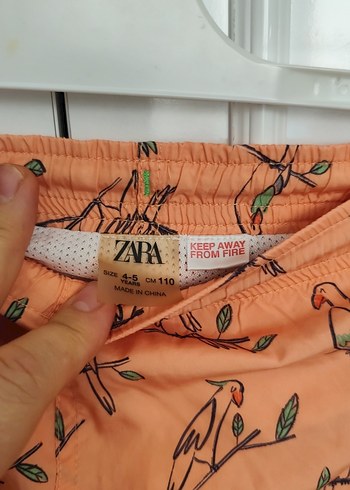 ZARA
SIZE 4-5 YEARS CM 110
MADE IN CHINA
KEEP AWAY
FROM FIRE